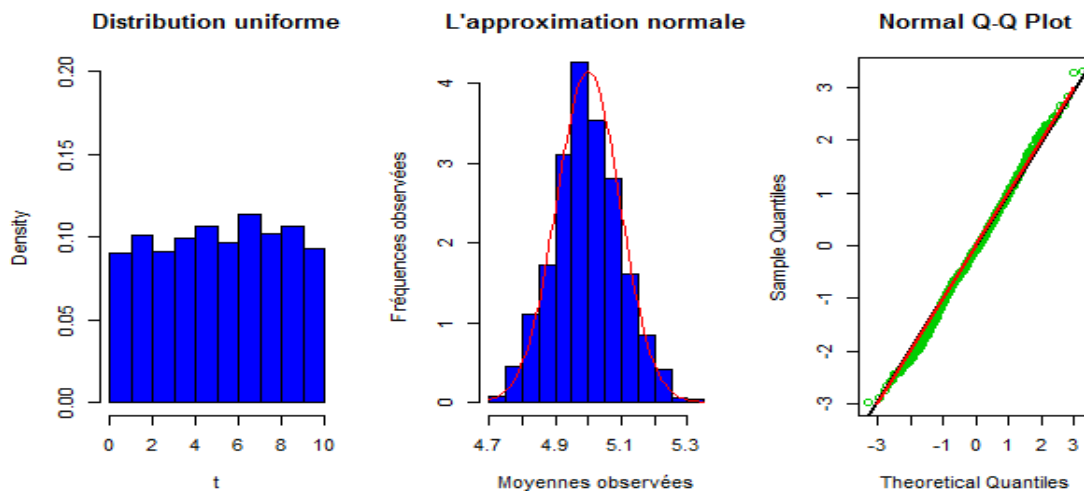 Distribution uniforme
Density
0.00 0.05 0.10 0.15 0.20
0 2 4 6 8 10
t
L'approximation normale
Fréquences observées
0 1 2 3 4
4.7 4.9 5.1 5.3
Moyennes observées
Normal Q-Q Plot
Sample Quantiles
-3 -2 -1 0 1 2 3
-3 -1 0 1 2 3
Theoretical Quantiles